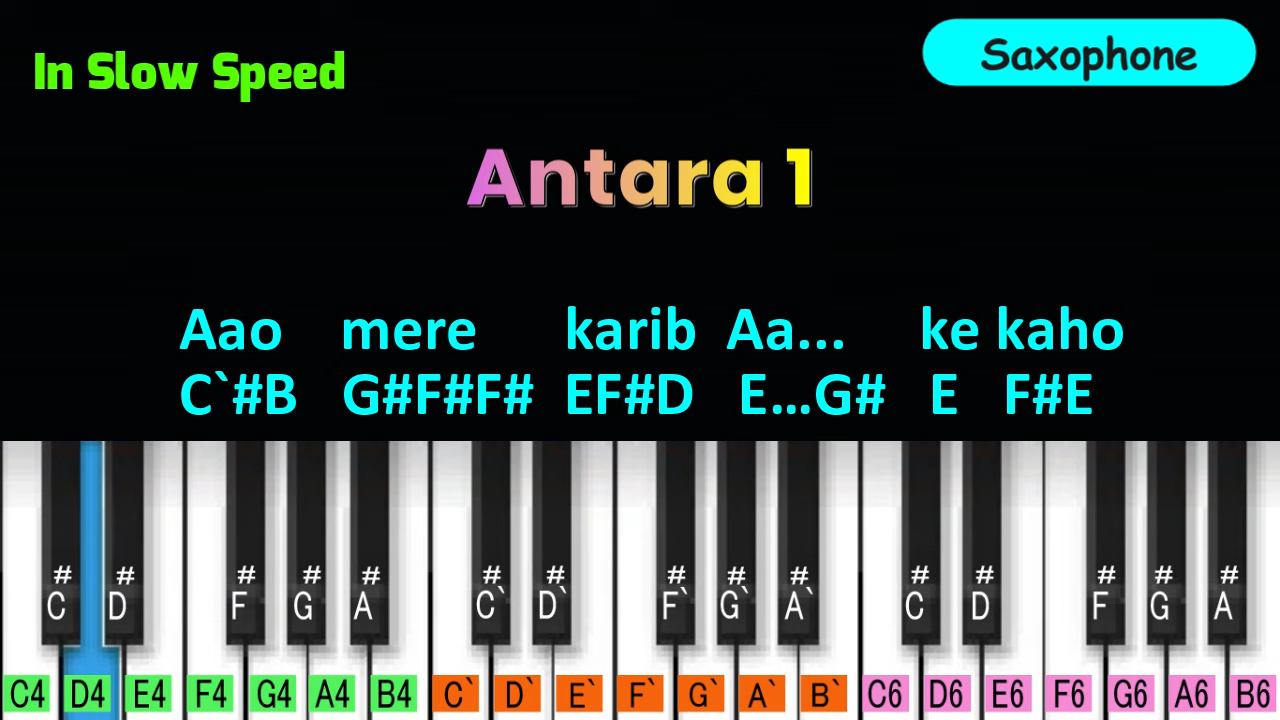 In Slow Speed
Saxophone
Antara 1
Aao mere karib Aa... ke kaho
C`#B G#F#F# EF#D E...G# E F#E
# # # # # # # # # # # # # # #
C D F G A C` D` F` G` A` C D F G A
C4 D4 E4 F4 G4 A4 B4 C` D` E` F` G` A` B` C6 D6 E6 F6 G6 A6 B6